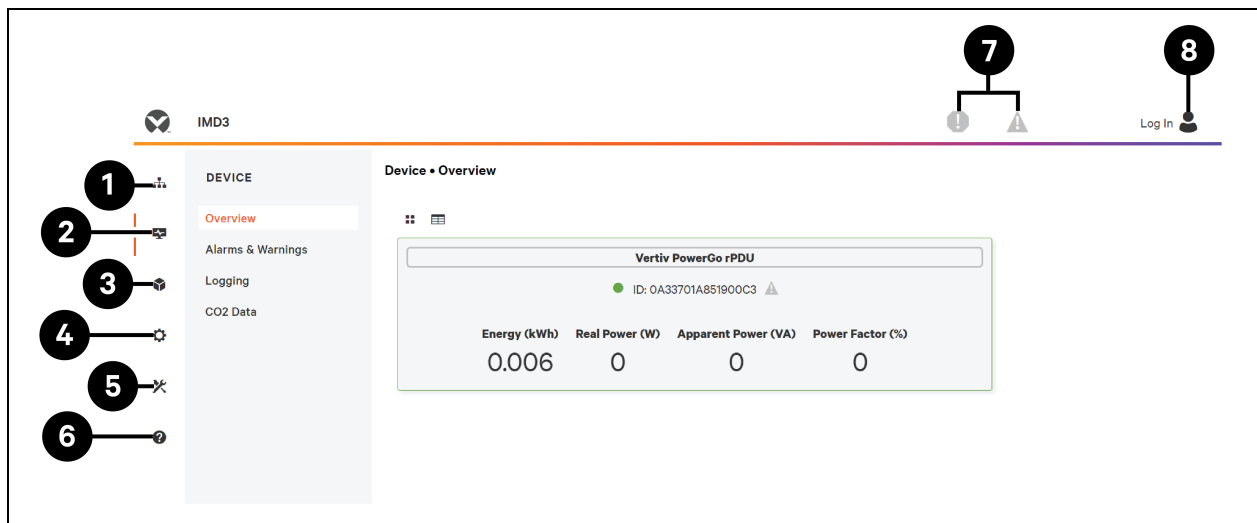 7
8
IMD3
Log In
1
2
3
4
5
6
DEVICE
Overview
Alarms & Warnings
Logging
CO2 Data
Device • Overview
Vertiv PowerGo rPDU
ID: 0A33701A851900C3
Energy (kWh) Real Power (W) Apparent Power (VA) Power Factor (%)
0.006 0 0 0